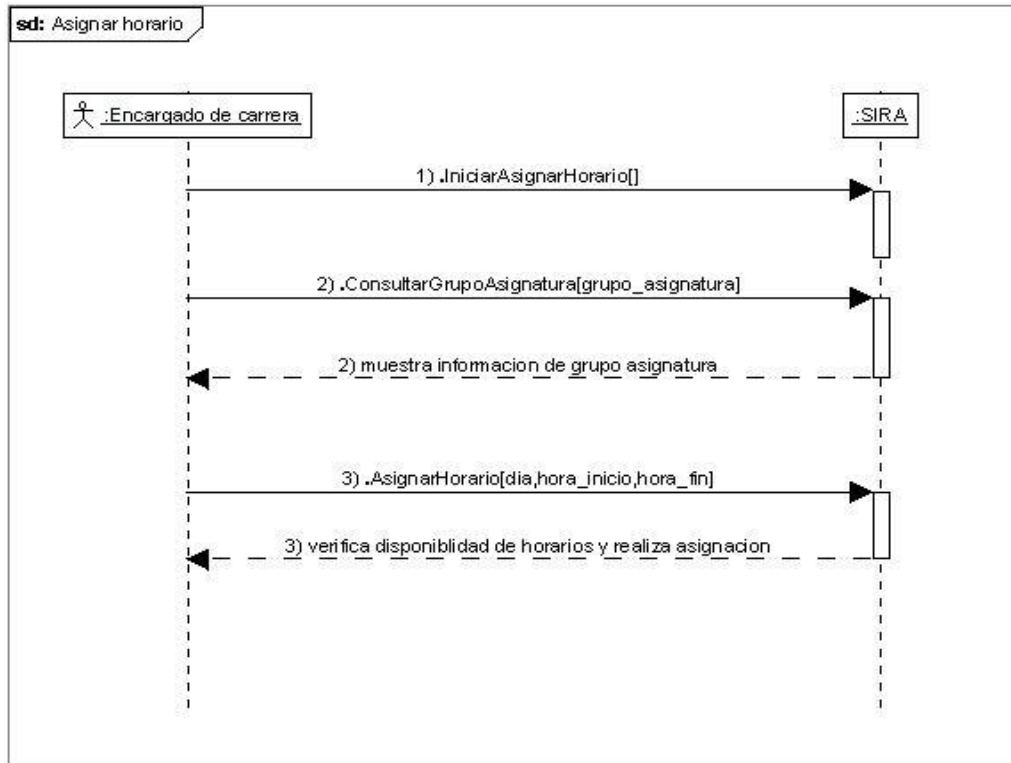 sd: Asignar horario
:Encargado de carrera
:SIRA
1) .IniciarAsignarHorario[]
2) .ConsultarGrupoAsignatura[grupo_asignatura]
2) muestra informacion de grupo asignatura
3) .AsignarHorario[dia,hora_inicio,hora_fin]
3) verifica disponiblidad de horarios y realiza asignacion